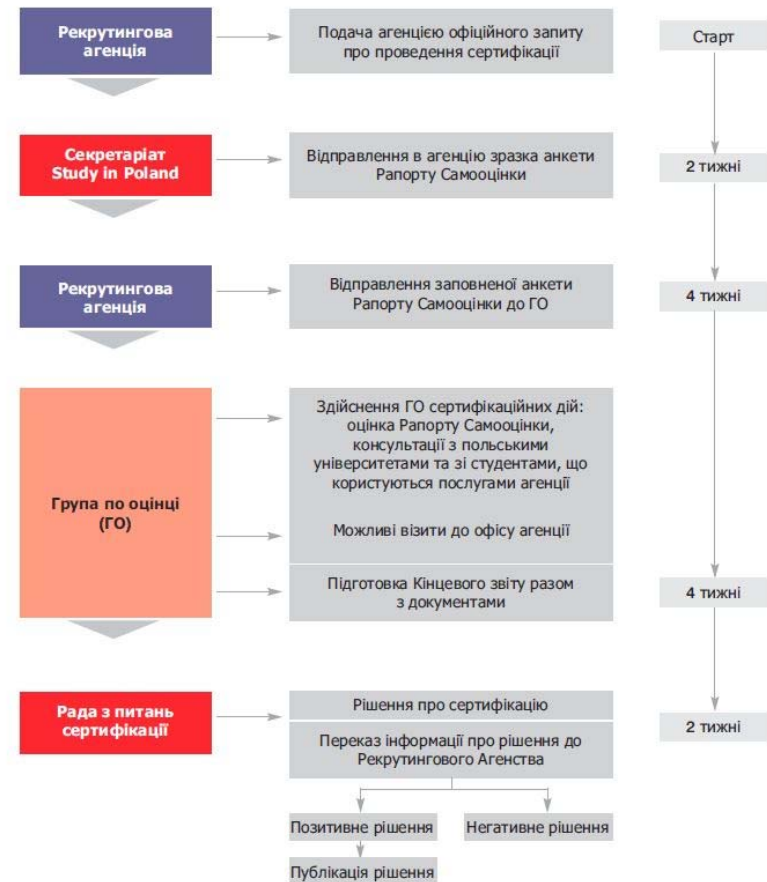 Рекрутингова
агенція
Подача агенцією офіційного запиту
про проведення сертифікації
Старт
Секретаріат
Study in Poland
Відправлення в агенцію зразка анкети
Рапорту Самооцінки
2 тижні
Рекрутингова
агенція
Відправлення заповненої анкети
Рапорту Самооцінки до ГО
4 тижні
Група по оцінці
(ГО)
Здійснення ГО сертифікаційних дій:
оцінка Рапорту Самооцінки,
консультації з польськими
університетами та зі студентами, що
користуються послугами агенції
Можливі візити до офісу агенції
Підготовка Кінцевого звіту разом
з документами
4 тижні
Рада з питань
сертифікації
Рішення про сертифікацію
Переказ інформації про рішення до
Рекрутингового Агенства
2 тижні
Позитивне рішення
Негативне рішення
Публікація рішення